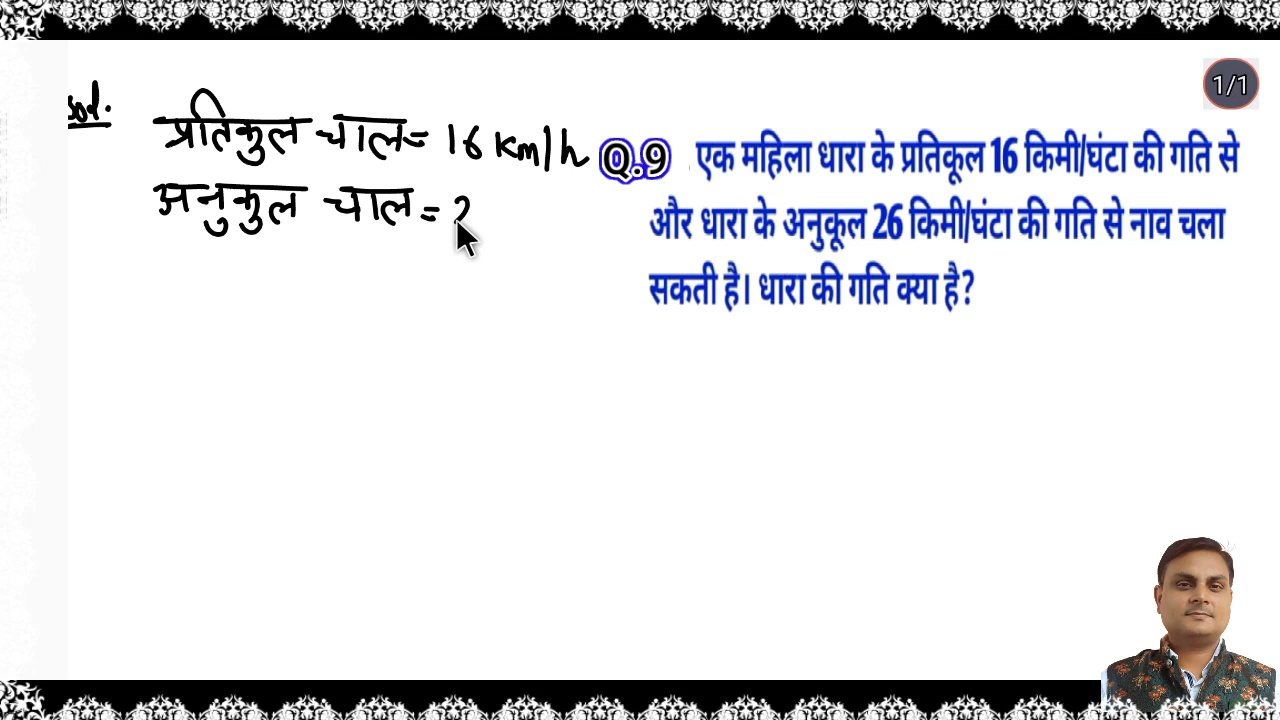 Sol.
प्रतिकुल चाल = 16 km/h
अनुकुल चाल = 2
Q.9 एक महिला धारा के प्रतिकूल 16 किमी/घंटा की गति से
और धारा के अनुकूल 26 किमी/घंटा की गति से नाव चला
सकती है। धारा की गति क्या है?
1/1